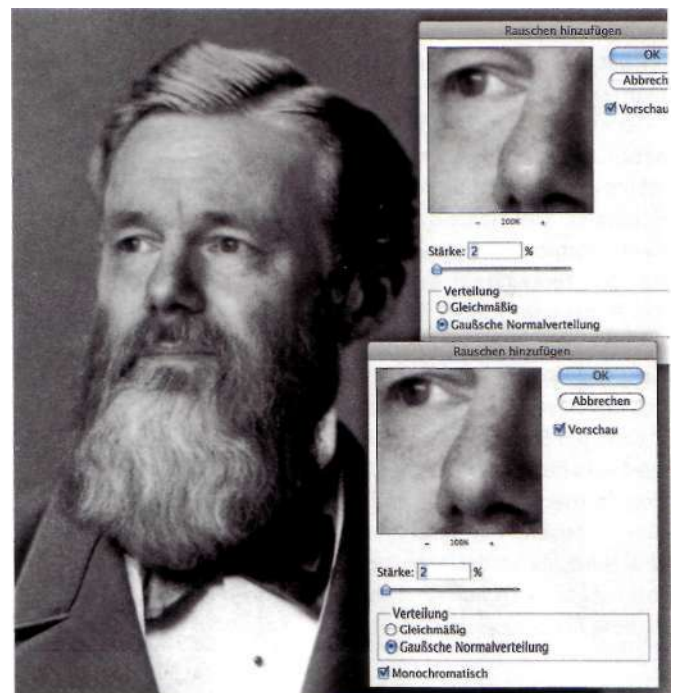 Rauschen hinzufügen
OK
Abbrech
Vorschau
- 100% +
Stärke: 2 %
Verteilung
Gleichmäßig
Gaußsche Normalverteilung
Rauschen hinzufügen
OK
Abbrechen
Vorschau
- 100% +
Stärke: 2 %
Verteilung
Gleichmäßig
Gaußsche Normalverteilung
Monochromatisch